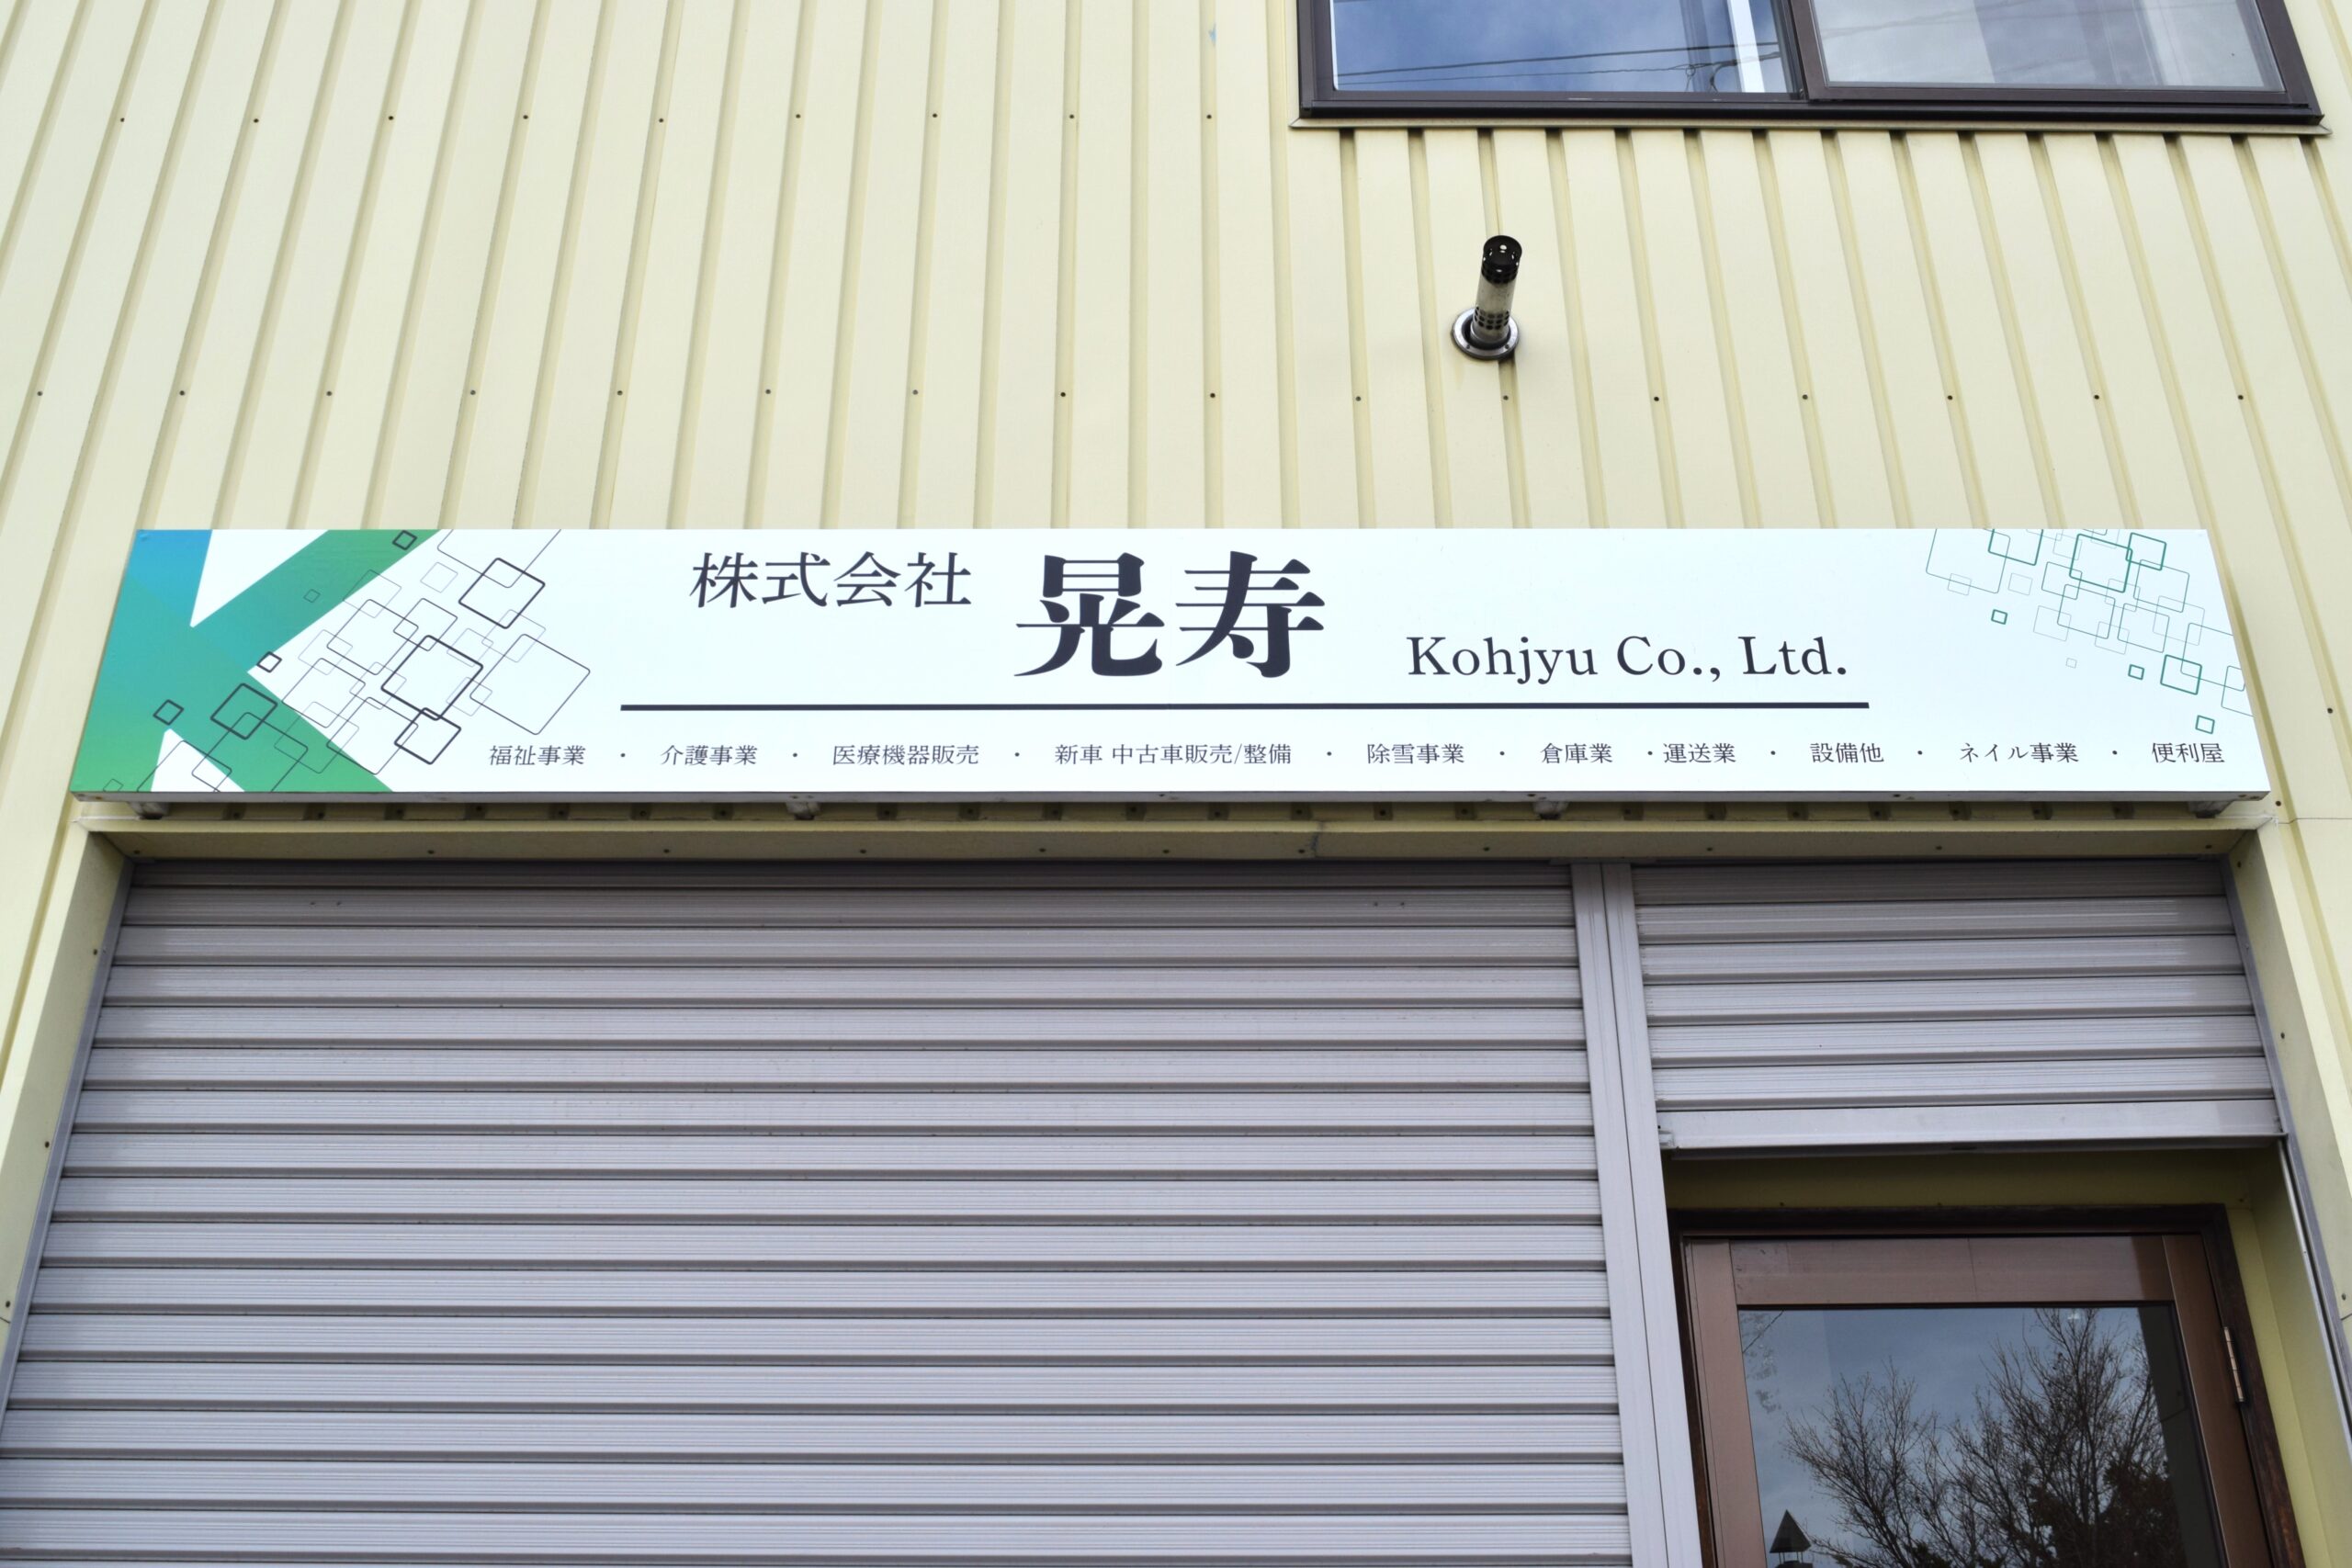 株式会社 晃寿 Kohjyu Co., Ltd.
福祉事業 ・ 介護事業 ・ 医療機器販売 ・ 新車 中古車販売/整備 ・ 除雪事業 ・ 倉庫業 ・運送業 ・ 設備他 ・ ネイル事業 ・ 便利屋